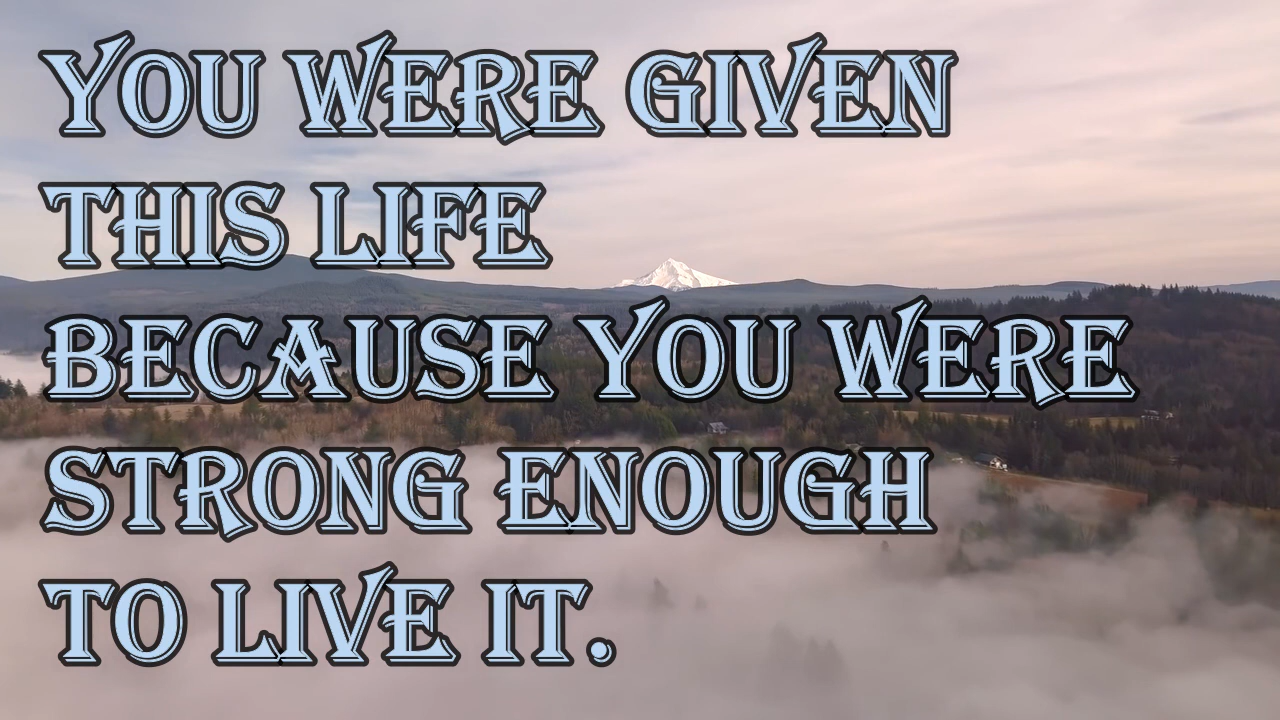 YOU WERE GIVEN
THIS LIFE
BECAUSE YOU WERE
STRONG ENOUGH
TO LIVE IT.